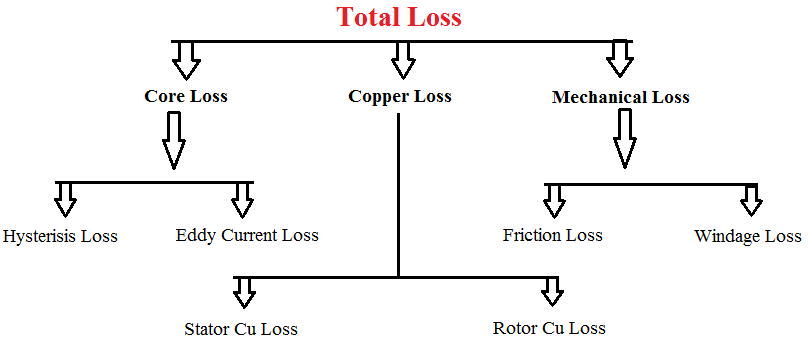 Total Loss
Core Loss
Copper Loss
Mechanical Loss
Hysterisis Loss
Eddy Current Loss
Friction Loss
Windage Loss
Stator Cu Loss
Rotor Cu Loss